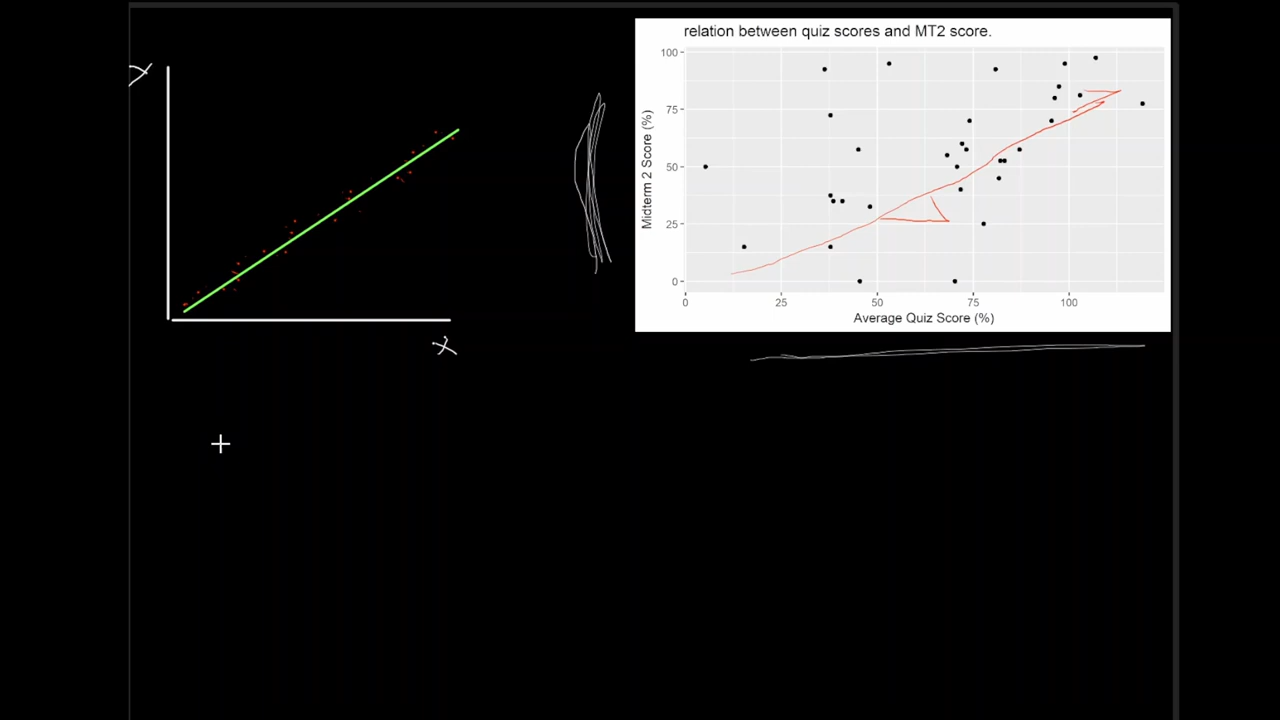 y
x
relation between quiz scores and MT2 score.
Midterm 2 Score (%)
100
75
50
25
0
0 25 50 75 100
Average Quiz Score (%)